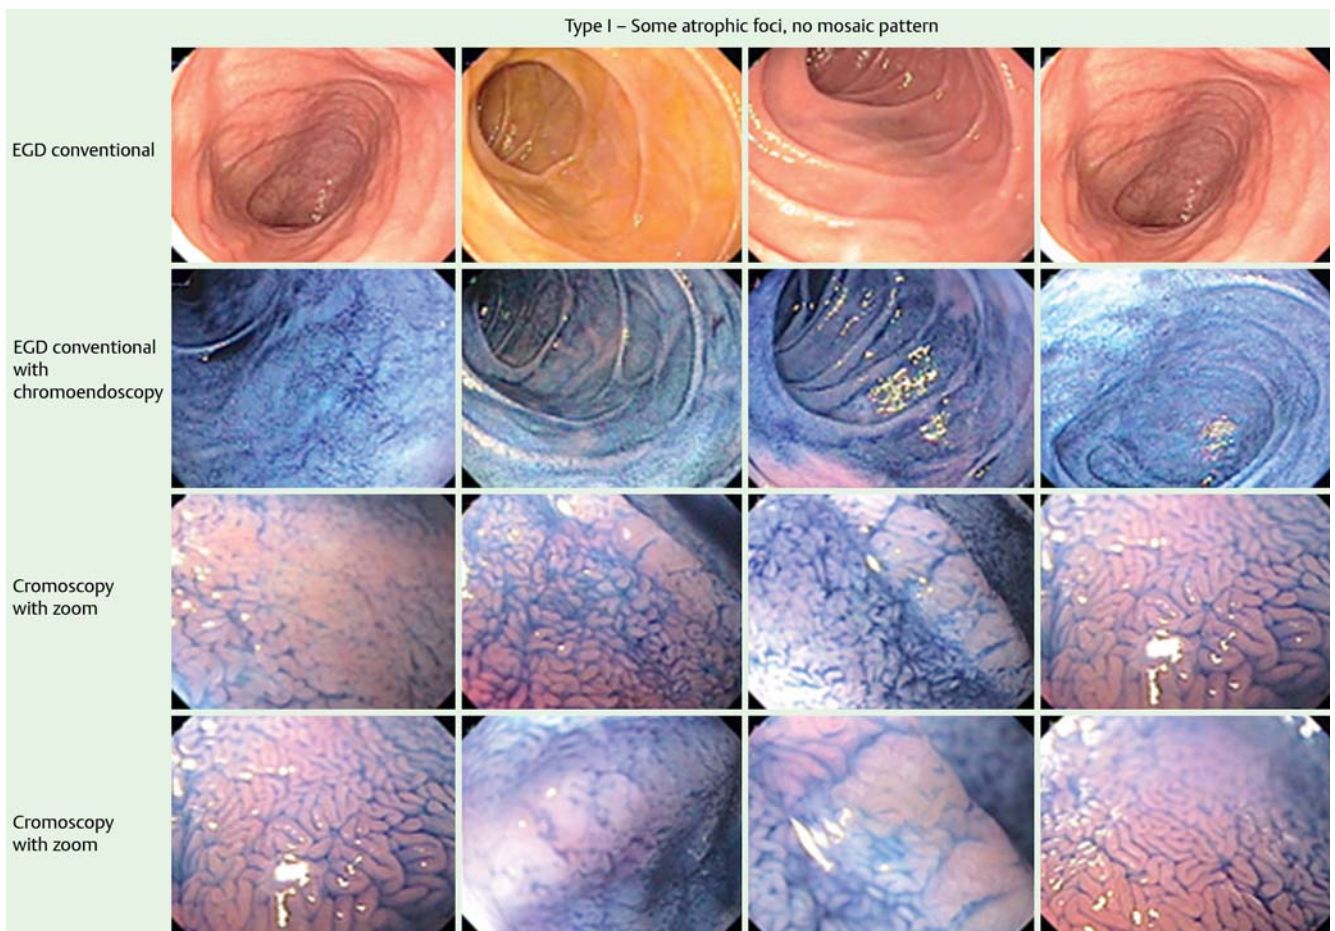 Type I – Some atrophic foci, no mosaic pattern
EGD conventional
EGD conventional
with
chromoendoscopy
Cromoscopy
with zoom
Cromoscopy
with zoom